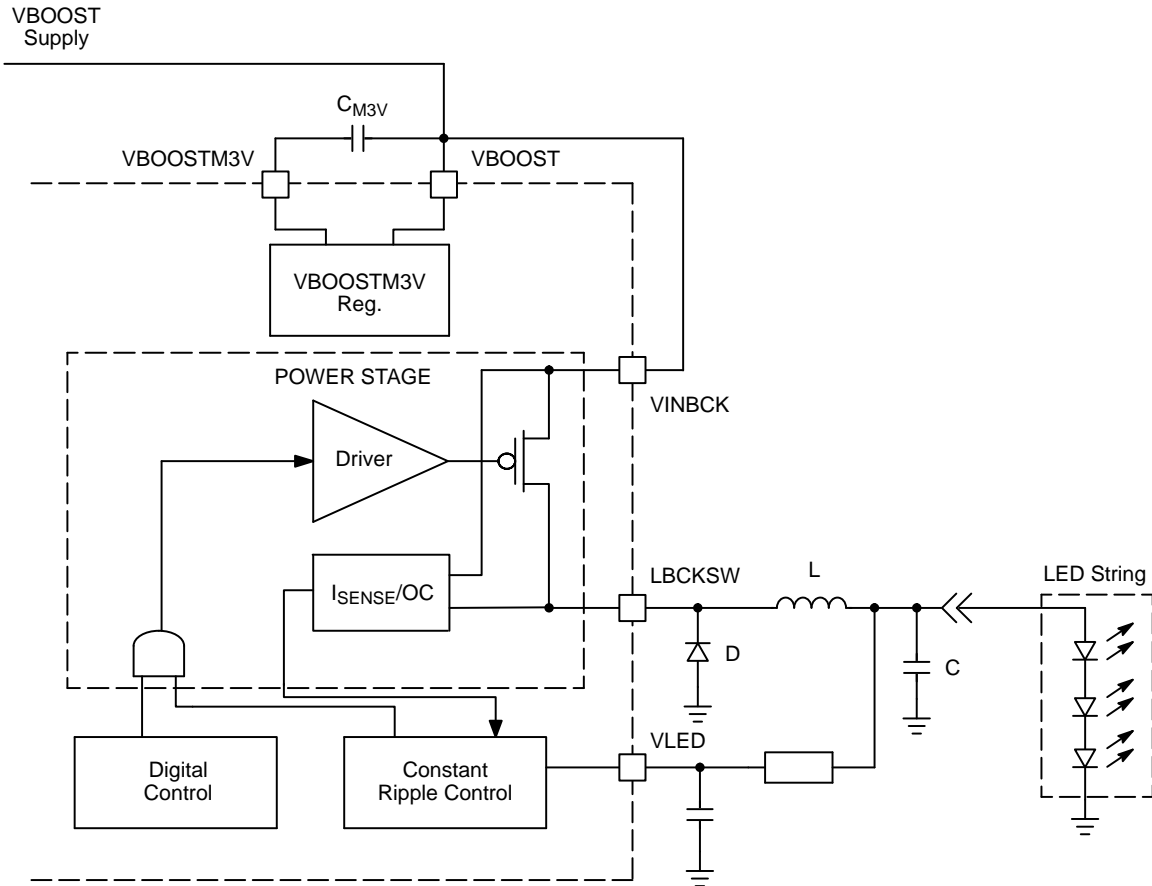 VBOOST
Supply
CM3V
VBOOSTM3V
VBOOST
VBOOSTM3V
Reg.
POWER STAGE
VINBCK
Driver
LBCKSW
L
LED String
ISENSE/OC
D
C
VLED
Digital
Control
Constant
Ripple Control